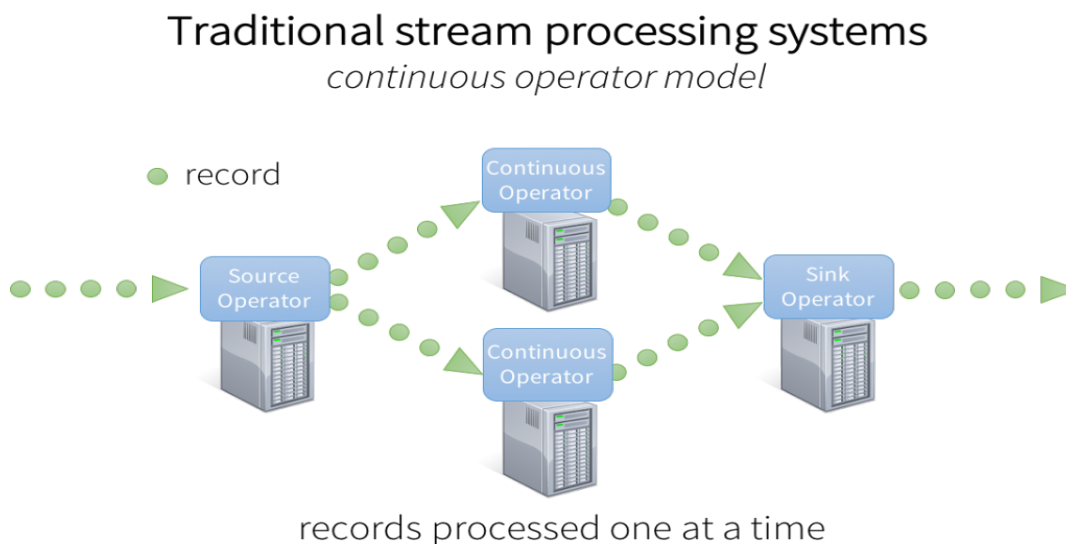 Traditional stream processing systems
continuous operator model
record
Continuous
Operator
Source
Operator
Sink
Operator
Continuous
Operator
records processed one at a time